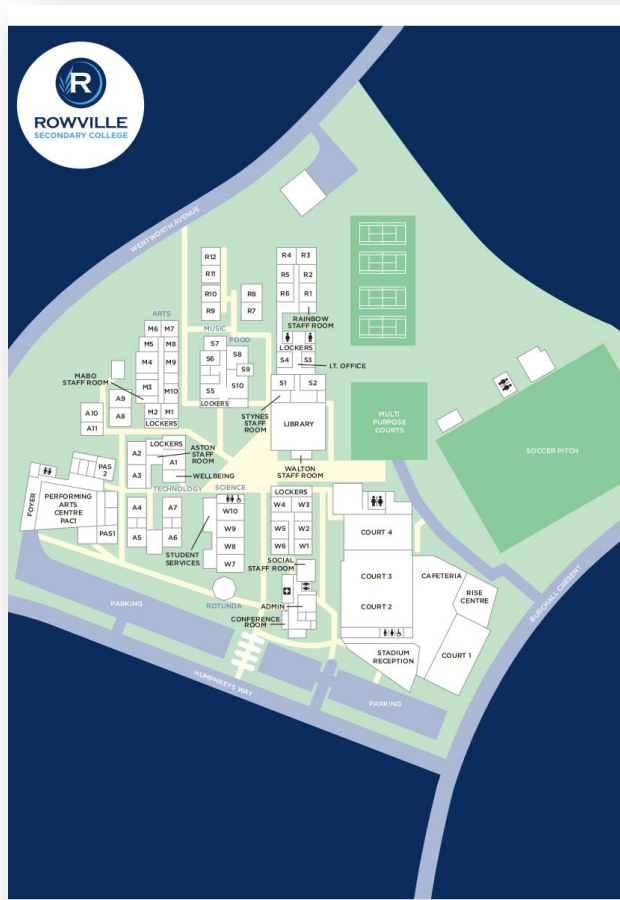 R
ROWVILLE
SECONDARY COLLEGE
WENTWORTH AVENUE
R12
R11
R10
R9
R8
R7
R4 R3
R5 R2
R6 R1
RAINBOW
STAFF ROOM
LOCKERS
S4 S3
I.T. OFFICE
ARTS
M6 M7
M5 M8
M4 M9
M3 M10
M2 M1
LOCKERS
MABO
STAFF ROOM
MUSIC
FOOD
S7
S8
S6
S9
S5 S10
LOCKERS
S1 S2
STYNES
STAFF
ROOM
LIBRARY
WALTON
STAFF ROOM
MULTI
PURPOSE
COURTS
SOCCER PITCH
A9
A10 A8
A11
LOCKERS
ASTON
STAFF
ROOM
A2
A1
A3
WELLBEING
TECHNOLOGY
SCIENCE
PAS
2
FOYER
PERFORMING
ARTS
CENTRE
PAC1
PAS1
A4 A7
A5 A6
STUDENT
SERVICES
W10
W9
W8
W7
LOCKERS
W4 W3
W5 W2
W6 W1
SOCIAL
STAFF ROOM
COURT 4
COURT 3
COURT 2
CAFETERIA
RISE
CENTRE
COURT 1
STADIUM
RECEPTION
ROTUNDA
ADMIN
CONFERENCE
ROOM
PARKING
PARKING
HUMPHREYS WAY
BURCHALL CRESENT